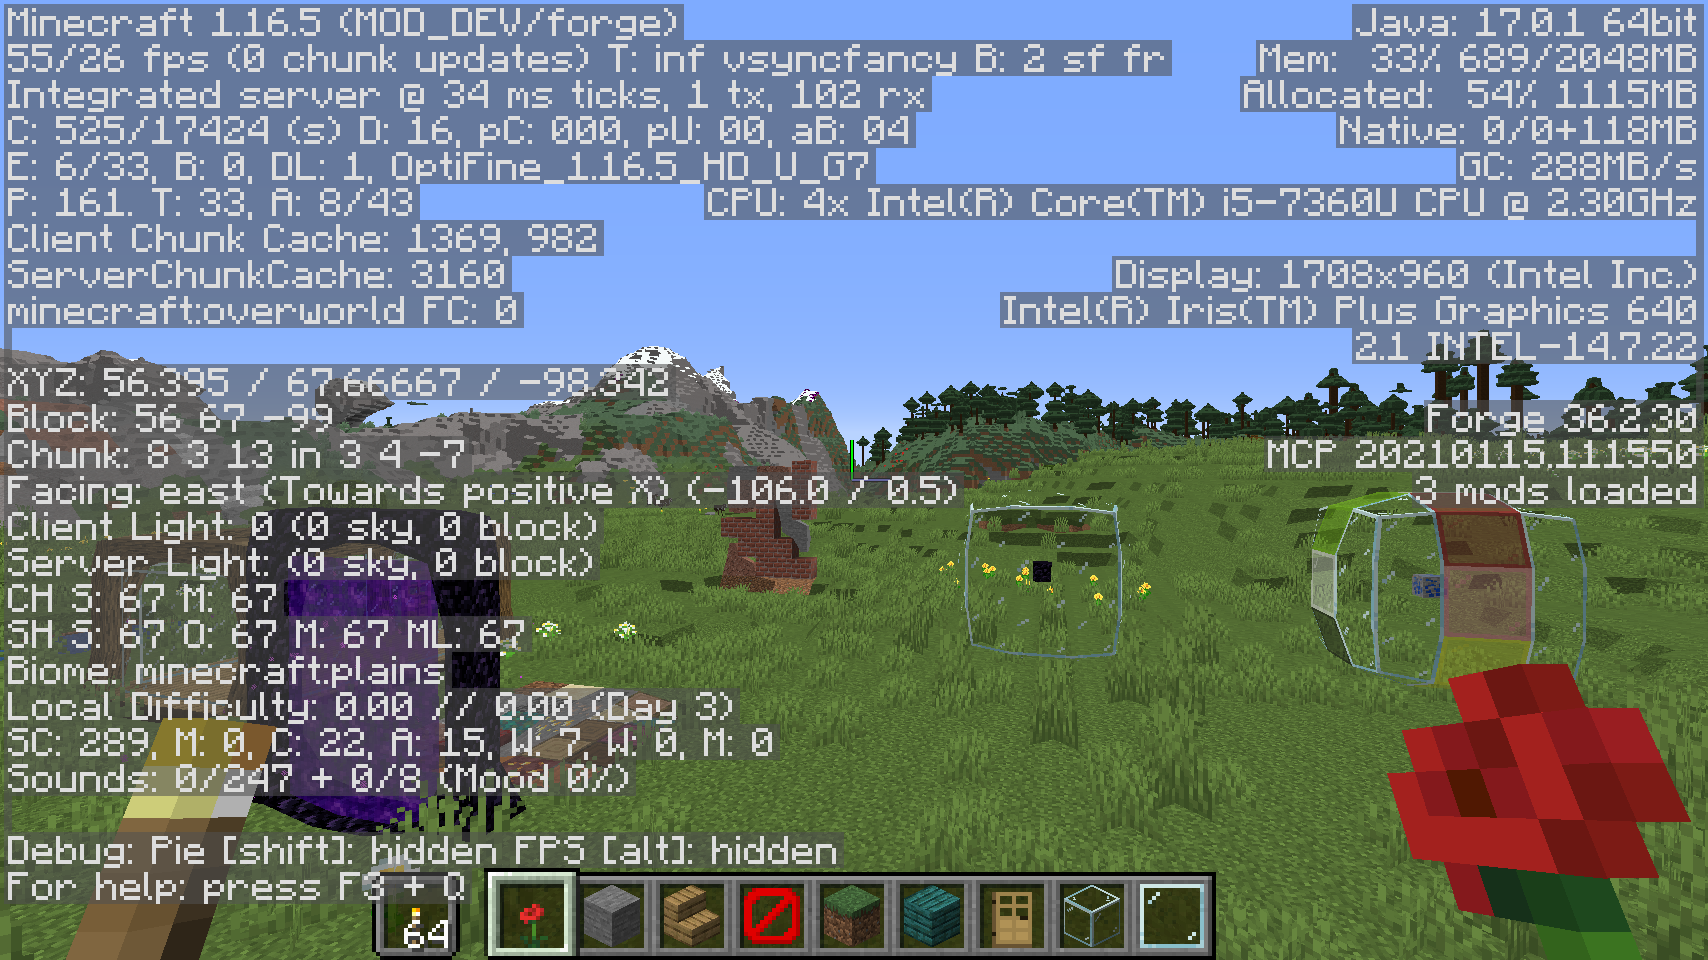 Minecraft 1.16.5 (MOD_DEV/forge)
55/26 fps (0 chunk updates) T: inf vsyncfancy B: 2 sf fr
Integrated server @ 34 ms ticks, 1 tx, 102 rx
C: 525/17424 (s) D: 16, pC: 000, pU: 00, aB: 04
E: 6/33, B: 0, DL: 1, OptiFine_1.16.5_HD_U_G7
P: 161. T: 33, A: 8/43
Client Chunk Cache: 1369, 982
ServerChunkCache: 3160
minecraft:overworld FC: 0
XYZ: 56.395 / 67.66667 / -98.342
Block: 56 67 -99
Chunk: 8 3 13 in 3 4 -7
Facing: east (Towards positive X) (-106.0 / 0.5)
Client Light: 0 (0 sky, 0 block)
Server Light: (0 sky, 0 block)
CH S: 67 M: 67
SH S: 67 O: 67 M: 67 ML: 67
Biome: minecraft:plains
Local Difficulty: 0.00 // 0.00 (Day 3)
SC: 289, M: 0, C: 22, A: 15, W: 7, W: 0, M: 0
Sounds: 0/247 + 0/8 (Mood 0%)
Debug: Pie [shift]: hidden FPS [alt]: hidden
For help: press F3 + Q
Java: 17.0.1 64bit
Mem: 33% 689/2048MB
Allocated: 54% 1115MB
Native: 0/0+118MB
GC: 288MB/s
CPU: 4x Intel(R) Core(TM) i5-7360U CPU @ 2.30GHz
Display: 1708x960 (Intel Inc.)
Intel(R) Iris(TM) Plus Graphics 640
2.1 INTEL-14.7.22
Forge 36.2.30
MCP 20210115.111550
3 mods loaded
64